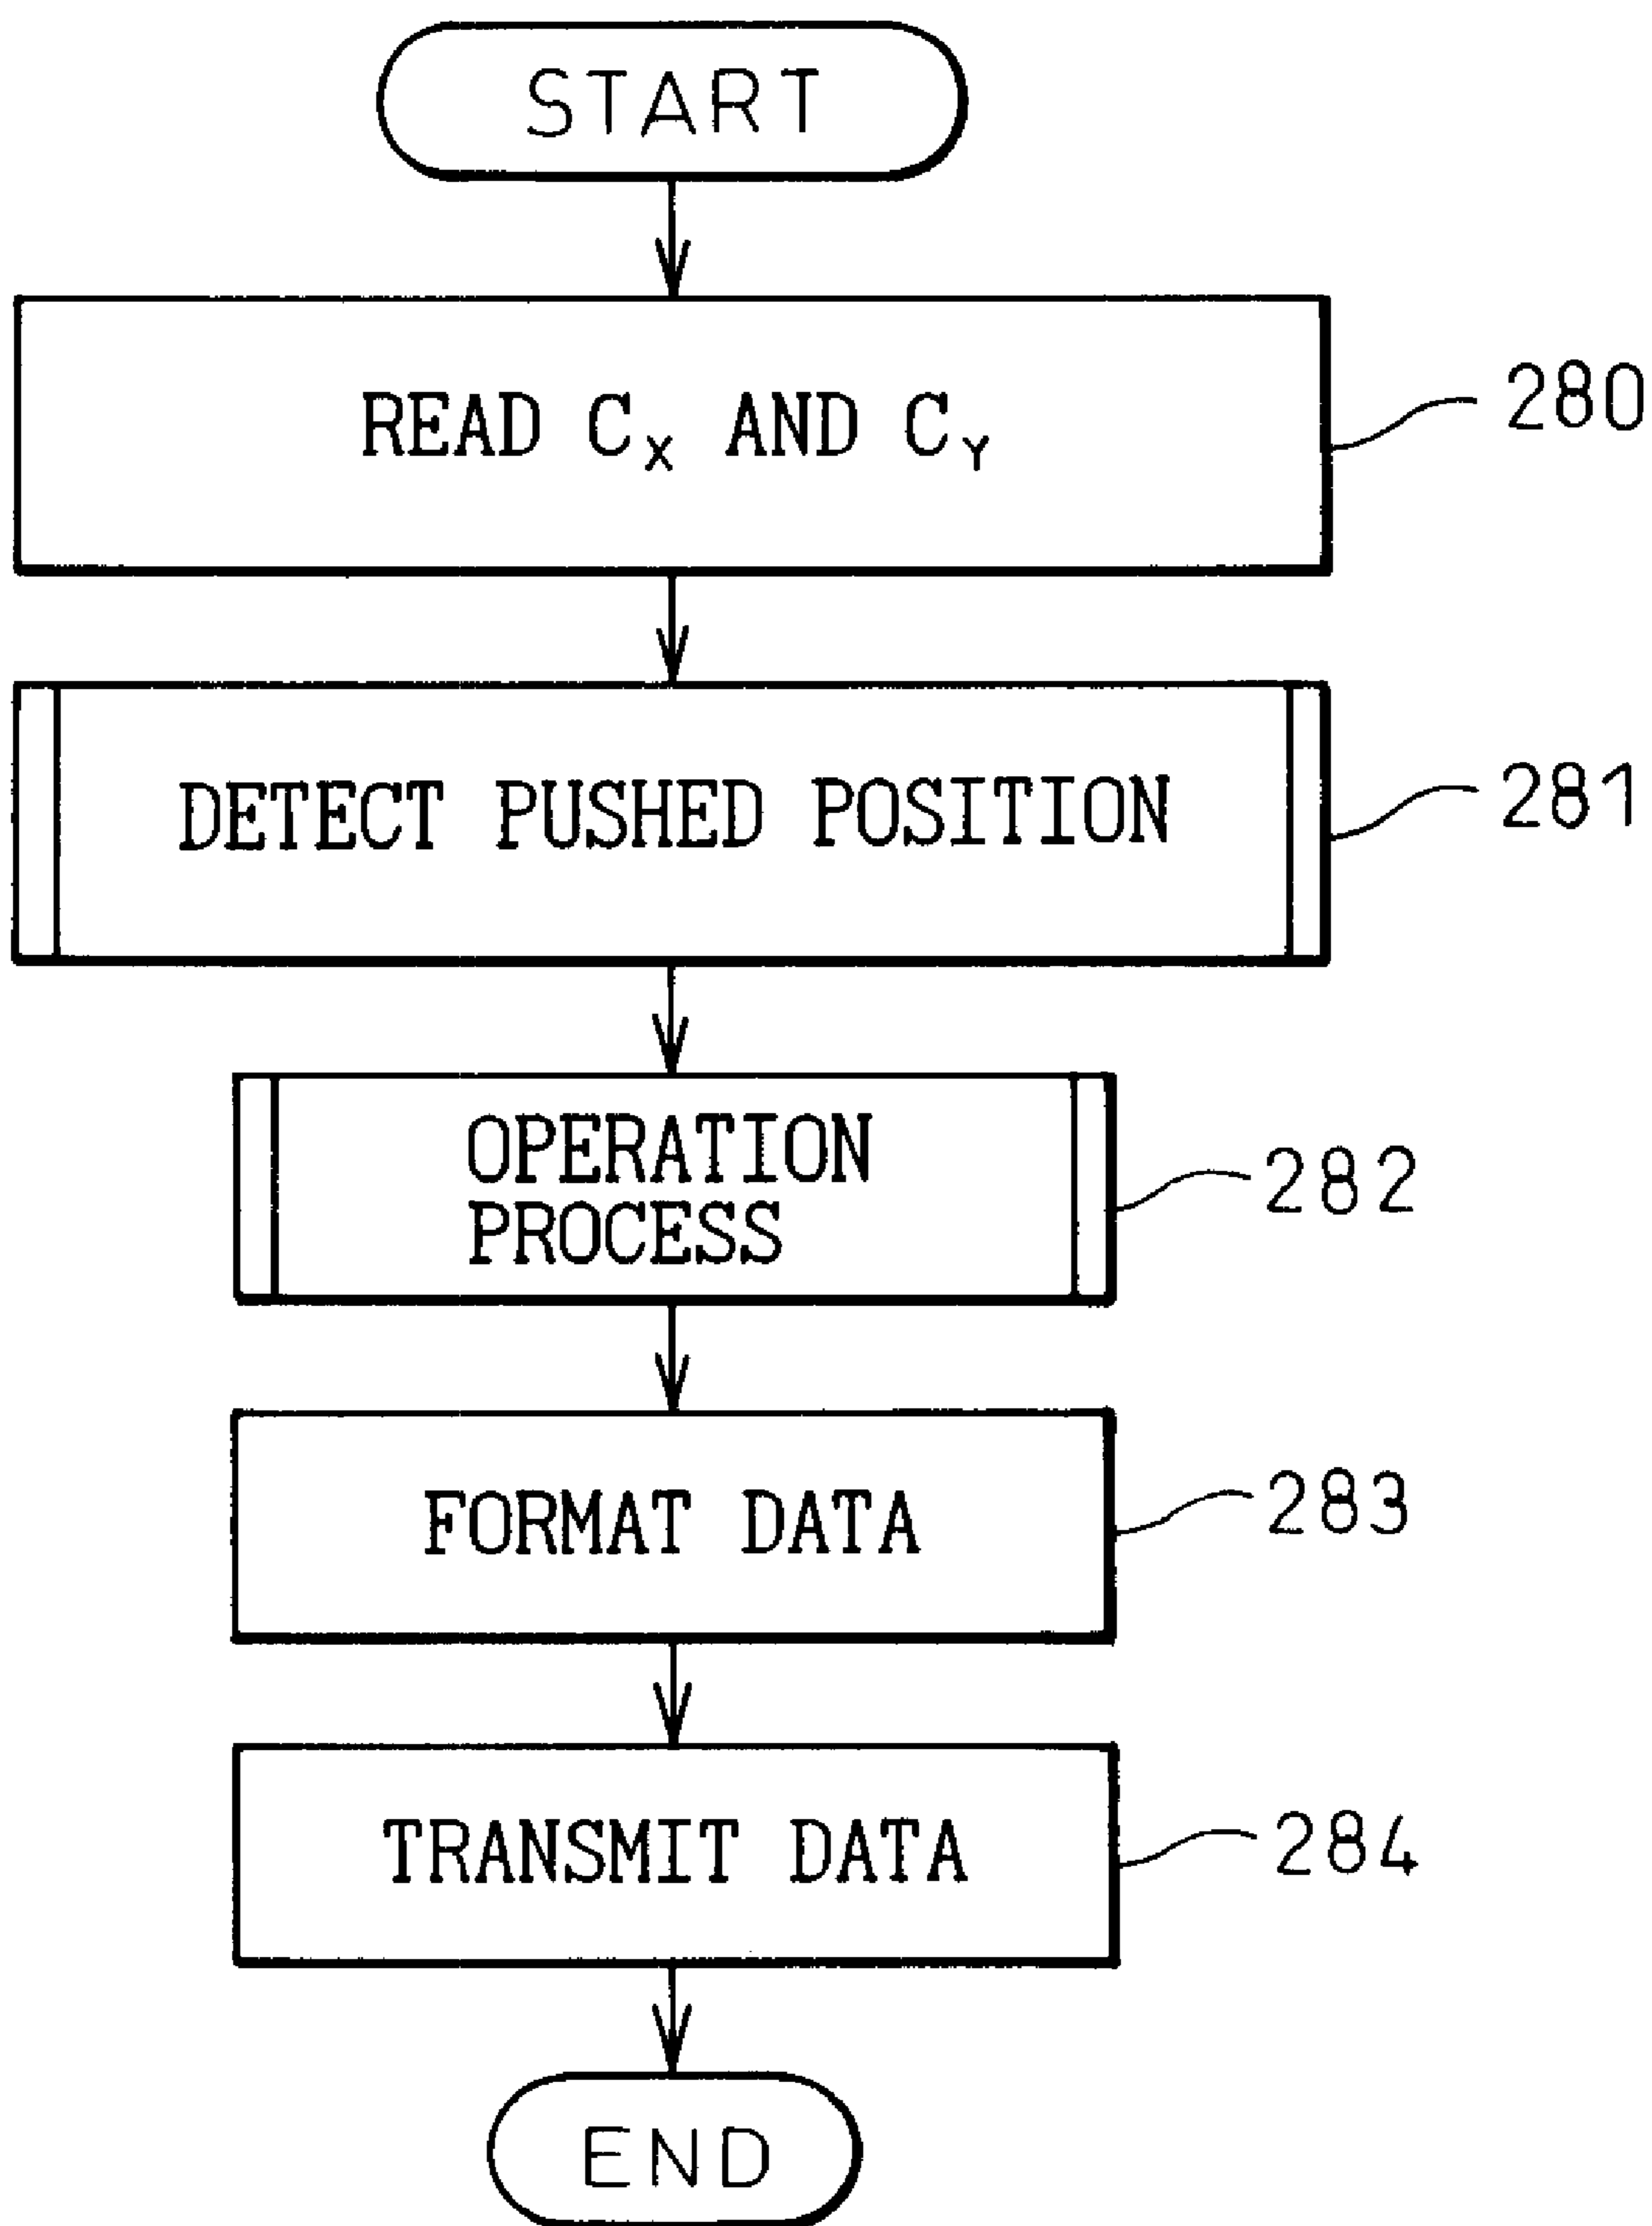 START
READ Cₓ AND Cᵧ
280
DETECT PUSHED POSITION
281
OPERATION
PROCESS
282
FORMAT DATA
283
TRANSMIT DATA
284
END